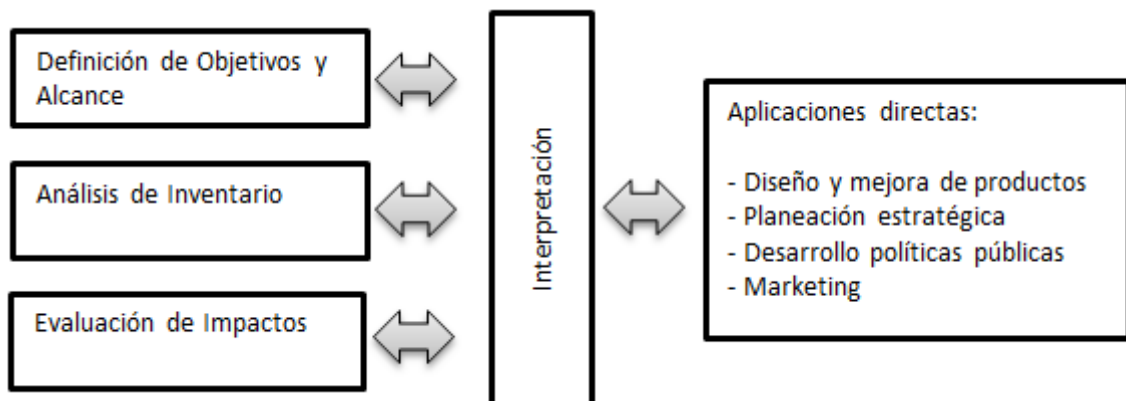 Definición de Objetivos y
Alcance
Análisis de Inventario
Evaluación de Impactos
Interpretación
Aplicaciones directas:
- Diseño y mejora de productos
- Planeación estratégica
- Desarrollo políticas públicas
- Marketing